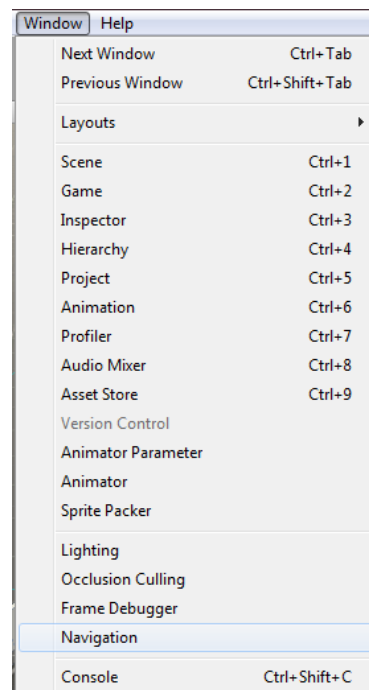 Window Help
Next Window Ctrl+Tab
Previous Window Ctrl+Shift+Tab
Layouts
Scene Ctrl+1
Game Ctrl+2
Inspector Ctrl+3
Hierarchy Ctrl+4
Project Ctrl+5
Animation Ctrl+6
Profiler Ctrl+7
Audio Mixer Ctrl+8
Asset Store Ctrl+9
Version Control
Animator Parameter
Animator
Sprite Packer
Lighting
Occlusion Culling
Frame Debugger
Navigation
Console Ctrl+Shift+C